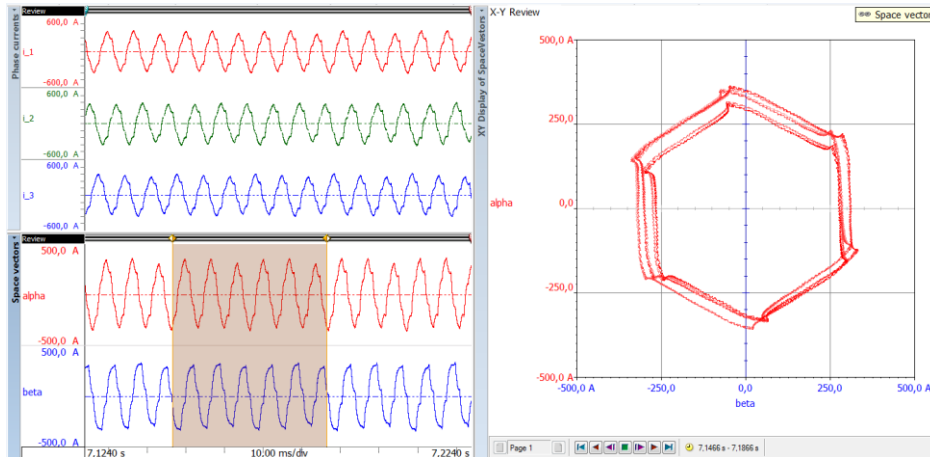 Review
Phase currents
600,0 A
i_1
-600,0 A
600,0
i_2
-600,0
600,0
i_3
-600,0
Review
Space vectors
500,0 A
alpha
-500,0 A
500,0
beta
-500,0 A
7,1240 s
10:00 ms/div
7,2240 s
X-Y Review
Space vector
XY Display of SpaceVestors
500,0 A
250,0
alpha
0,0
-250,0
-500,0 A
-500,0 A
-250,0
0,0
250,0
500,0 A
beta
Page 1
7,1466 s - 7,1866 s